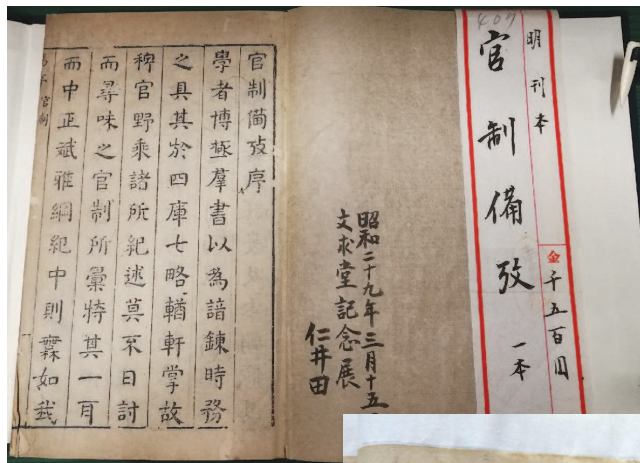 407
明刊本
官制備攷
一本
金千五百円
昭和二十九年三月十五
文求堂記念展
仁井田
官制備攷序
學者博極羣書以為諳鍊時務
之具其於四庫七略輶軒掌故
稗官野乘諸所紀述莫不日討
而尋味之官制所彙特其一耳
而中正斌雅綱紀中則霖如我